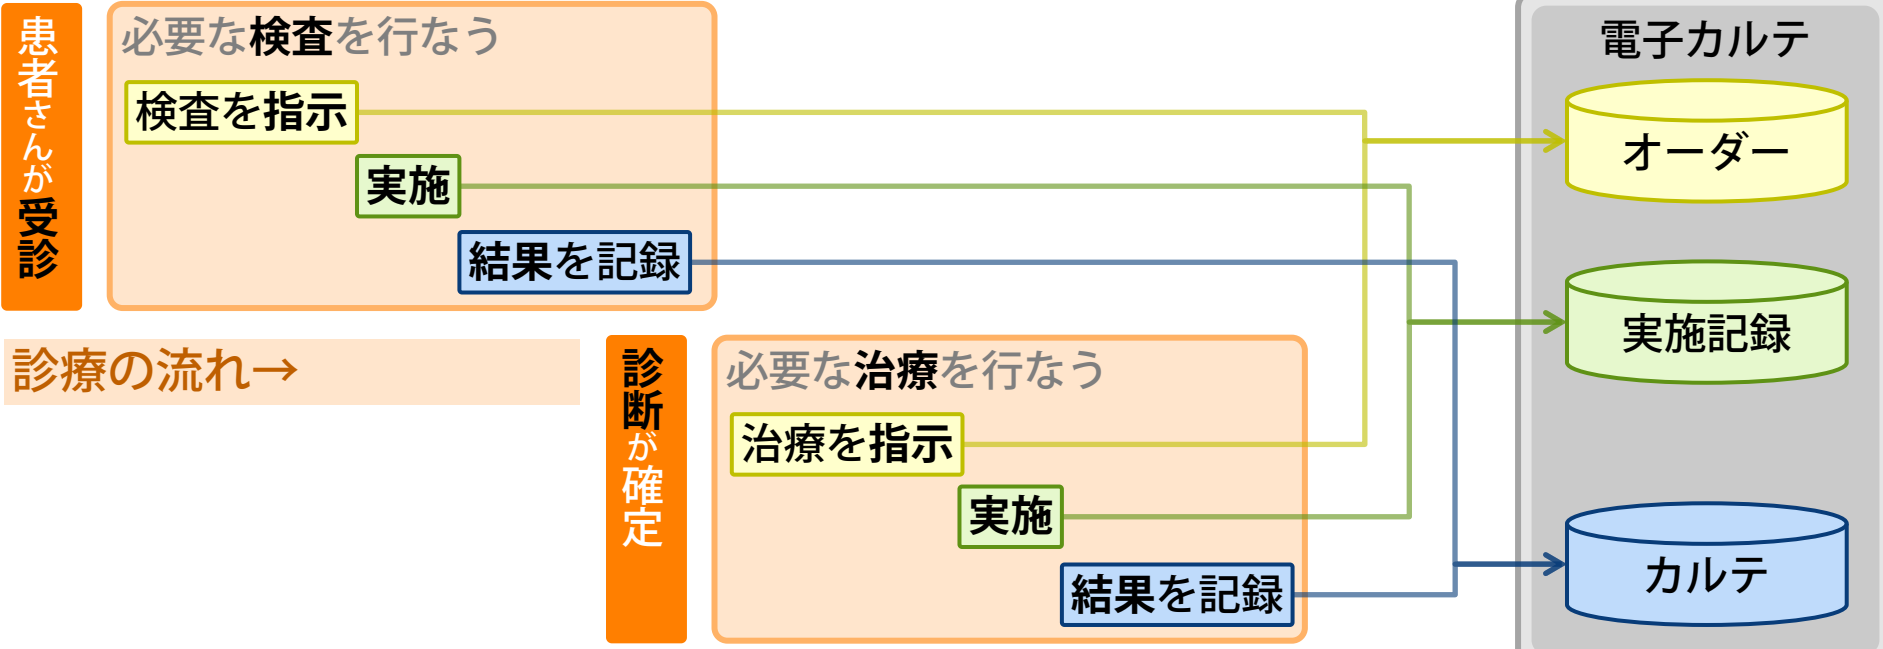 患者さんが受診
必要な検査を行なう
検査を指示
実施
結果を記録
診療の流れ→
診断が確定
必要な治療を行なう
治療を指示
実施
結果を記録
電子カルテ
オーダー
実施記録
カルテ